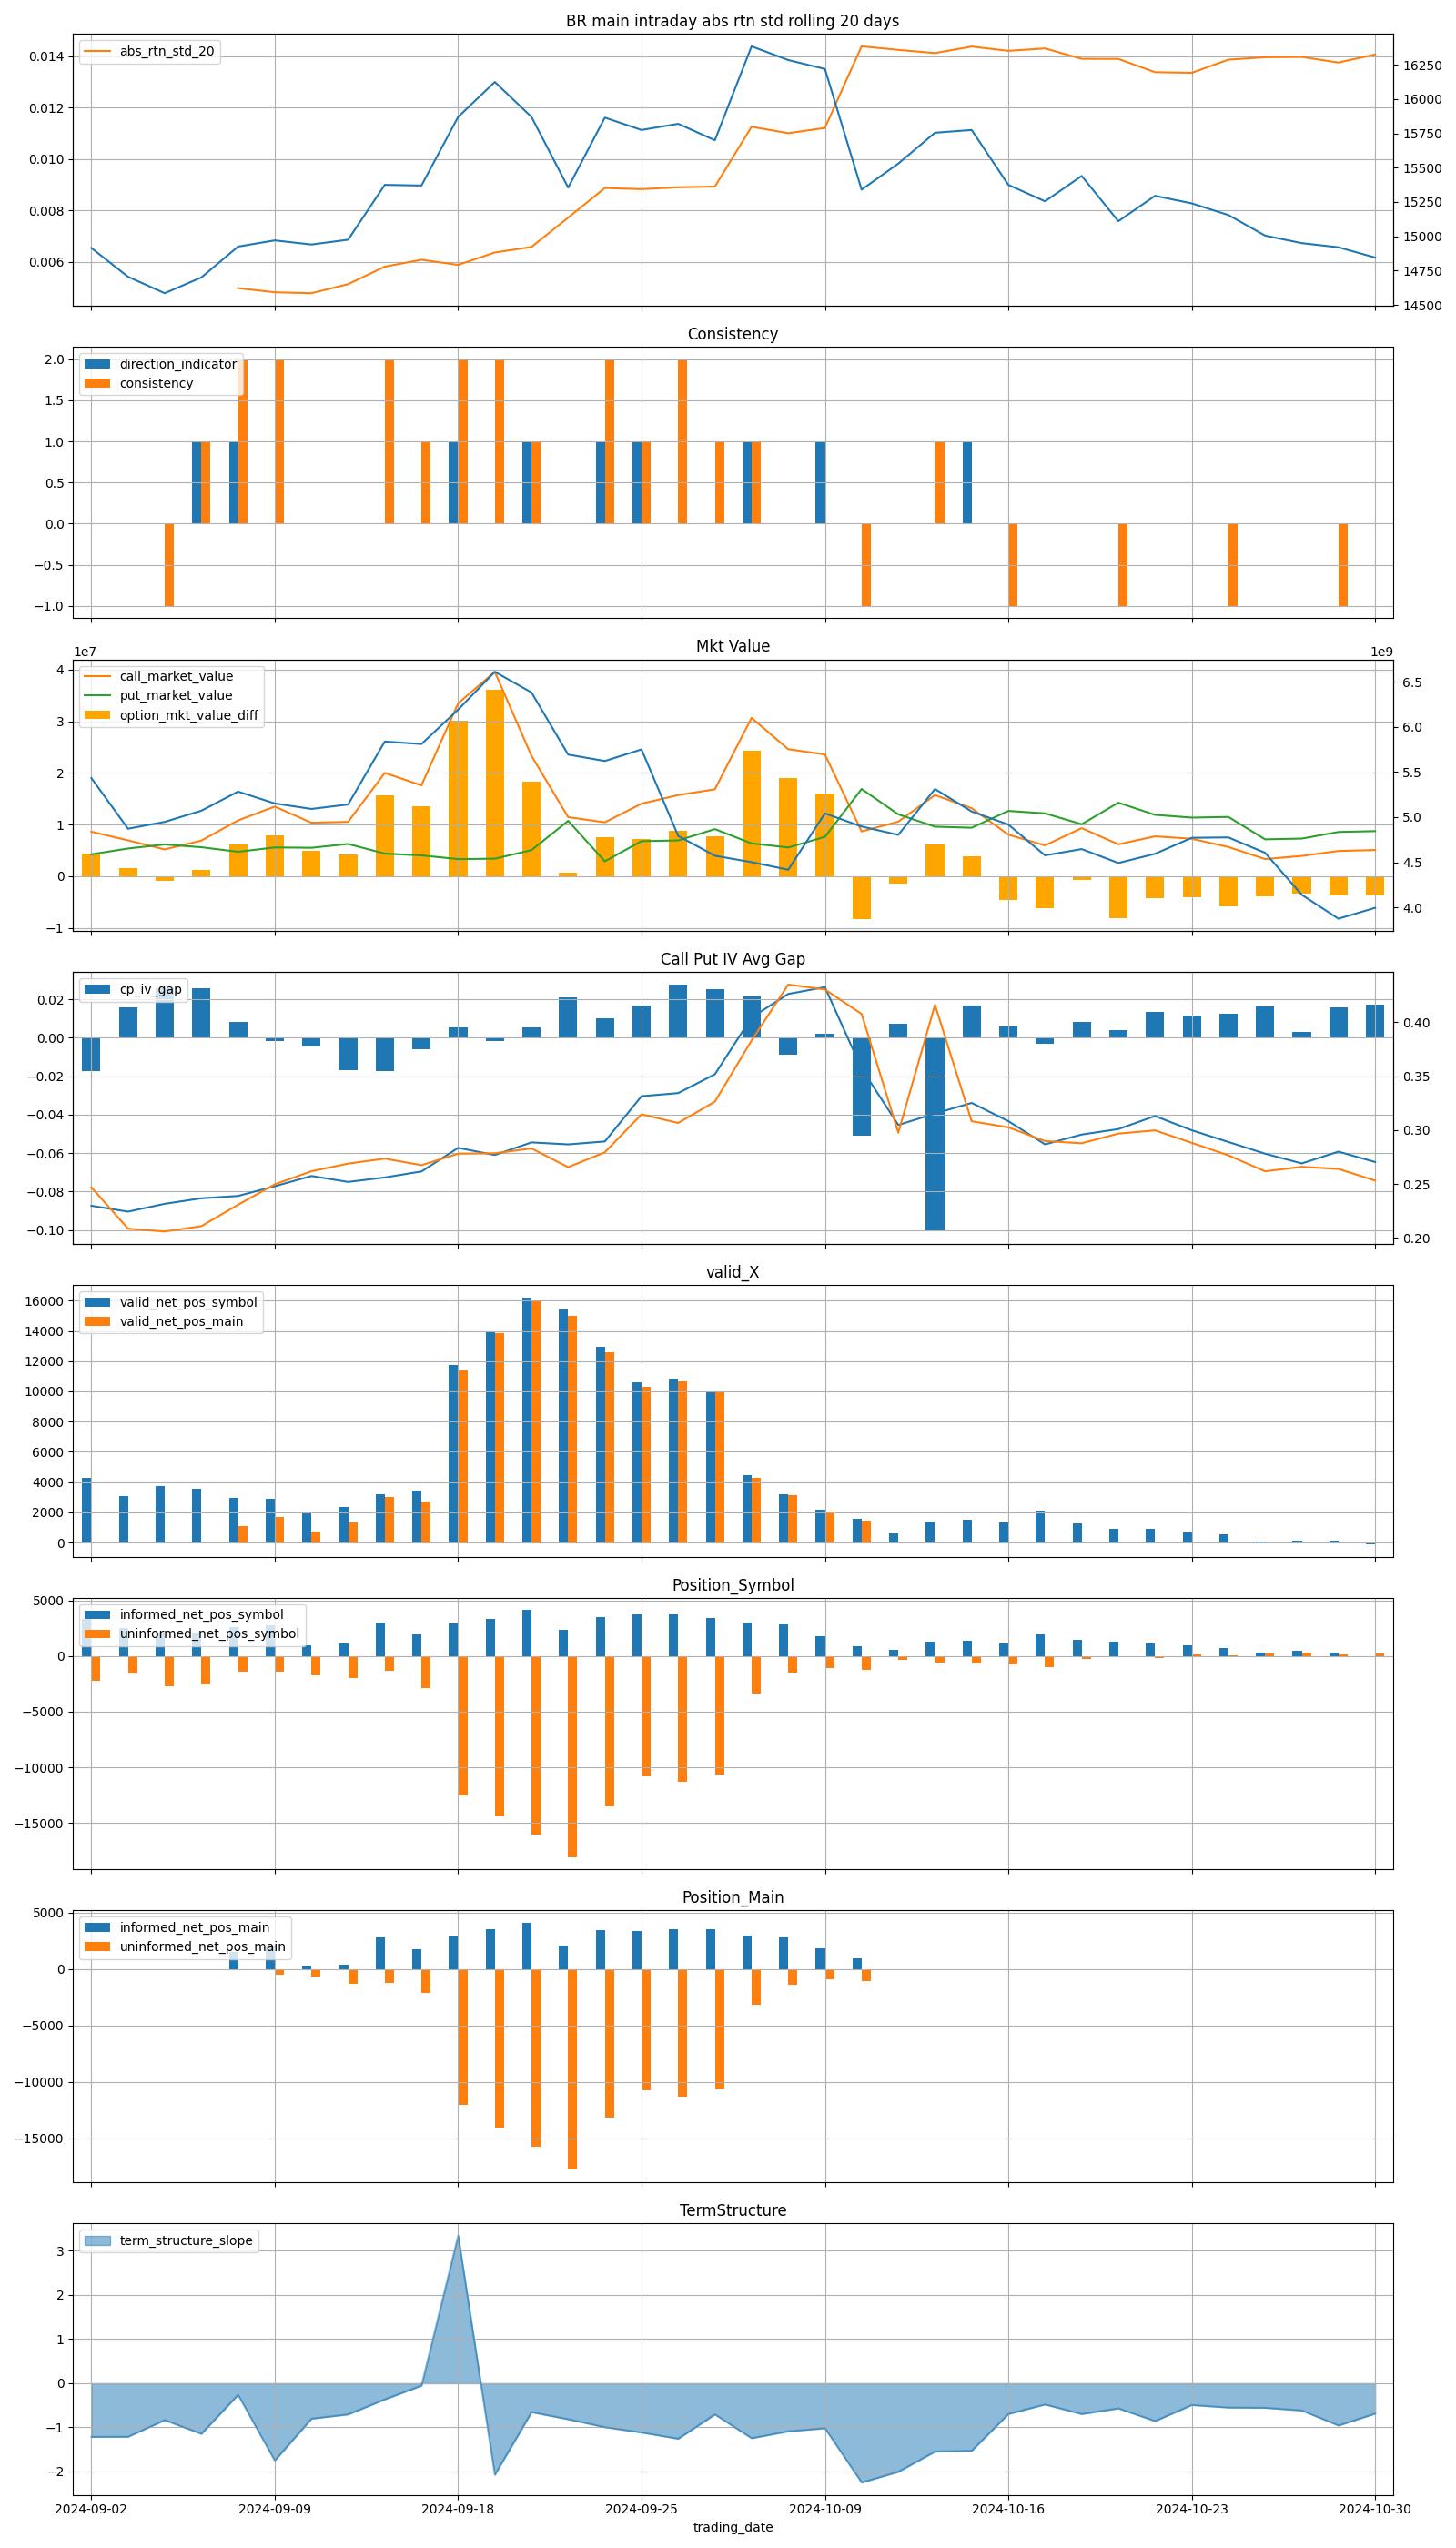 BR main intraday abs rtn std rolling 20 days
abs_rtn_std_20
0.014
0.012
0.010
0.008
0.006
16250
16000
15750
15500
15250
15000
14750
14500
Consistency
direction_indicator
consistency
2.0
1.5
1.0
0.5
0.0
−0.5
−1.0
Mkt Value
1e7
1e9
call_market_value
put_market_value
option_mkt_value_diff
4
3
2
1
0
−1
6.5
6.0
5.5
5.0
4.5
4.0
Call Put IV Avg Gap
cp_iv_gap
0.02
0.00
−0.02
−0.04
−0.06
−0.08
−0.10
0.40
0.35
0.30
0.25
0.20
valid_X
valid_net_pos_symbol
valid_net_pos_main
16000
14000
12000
10000
8000
6000
4000
2000
0
Position_Symbol
informed_net_pos_symbol
uninformed_net_pos_symbol
5000
0
−5000
−10000
−15000
Position_Main
informed_net_pos_main
uninformed_net_pos_main
5000
0
−5000
−10000
−15000
TermStructure
term_structure_slope
3
2
1
0
−1
−2
2024-09-02 2024-09-09 2024-09-18 2024-09-25 2024-10-09 2024-10-16 2024-10-23 2024-10-30
trading_date